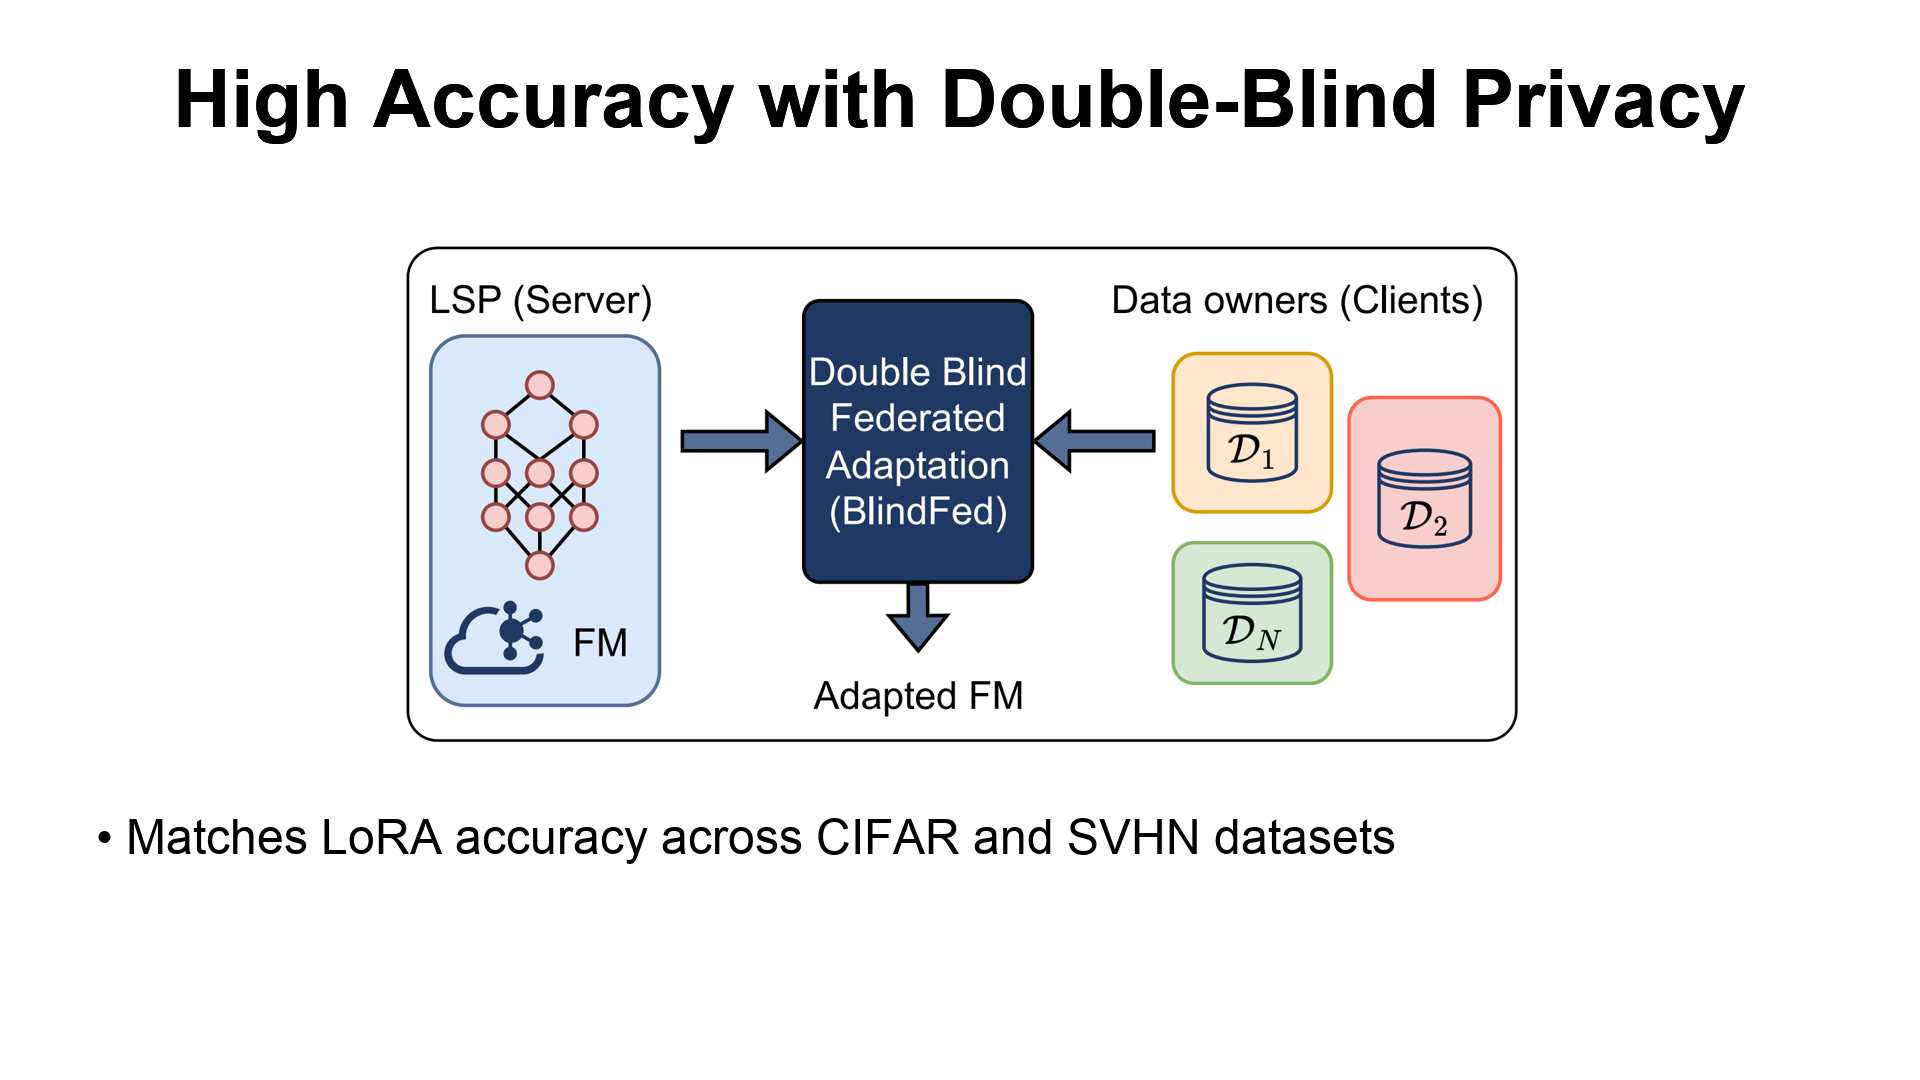 High Accuracy with Double-Blind Privacy
LSP (Server)
FM
Double Blind
Federated
Adaptation
(BlindFed)
Adapted FM
Data owners (Clients)
𝒟₁
𝒟₂
𝒟_N
• Matches LoRA accuracy across CIFAR and SVHN datasets